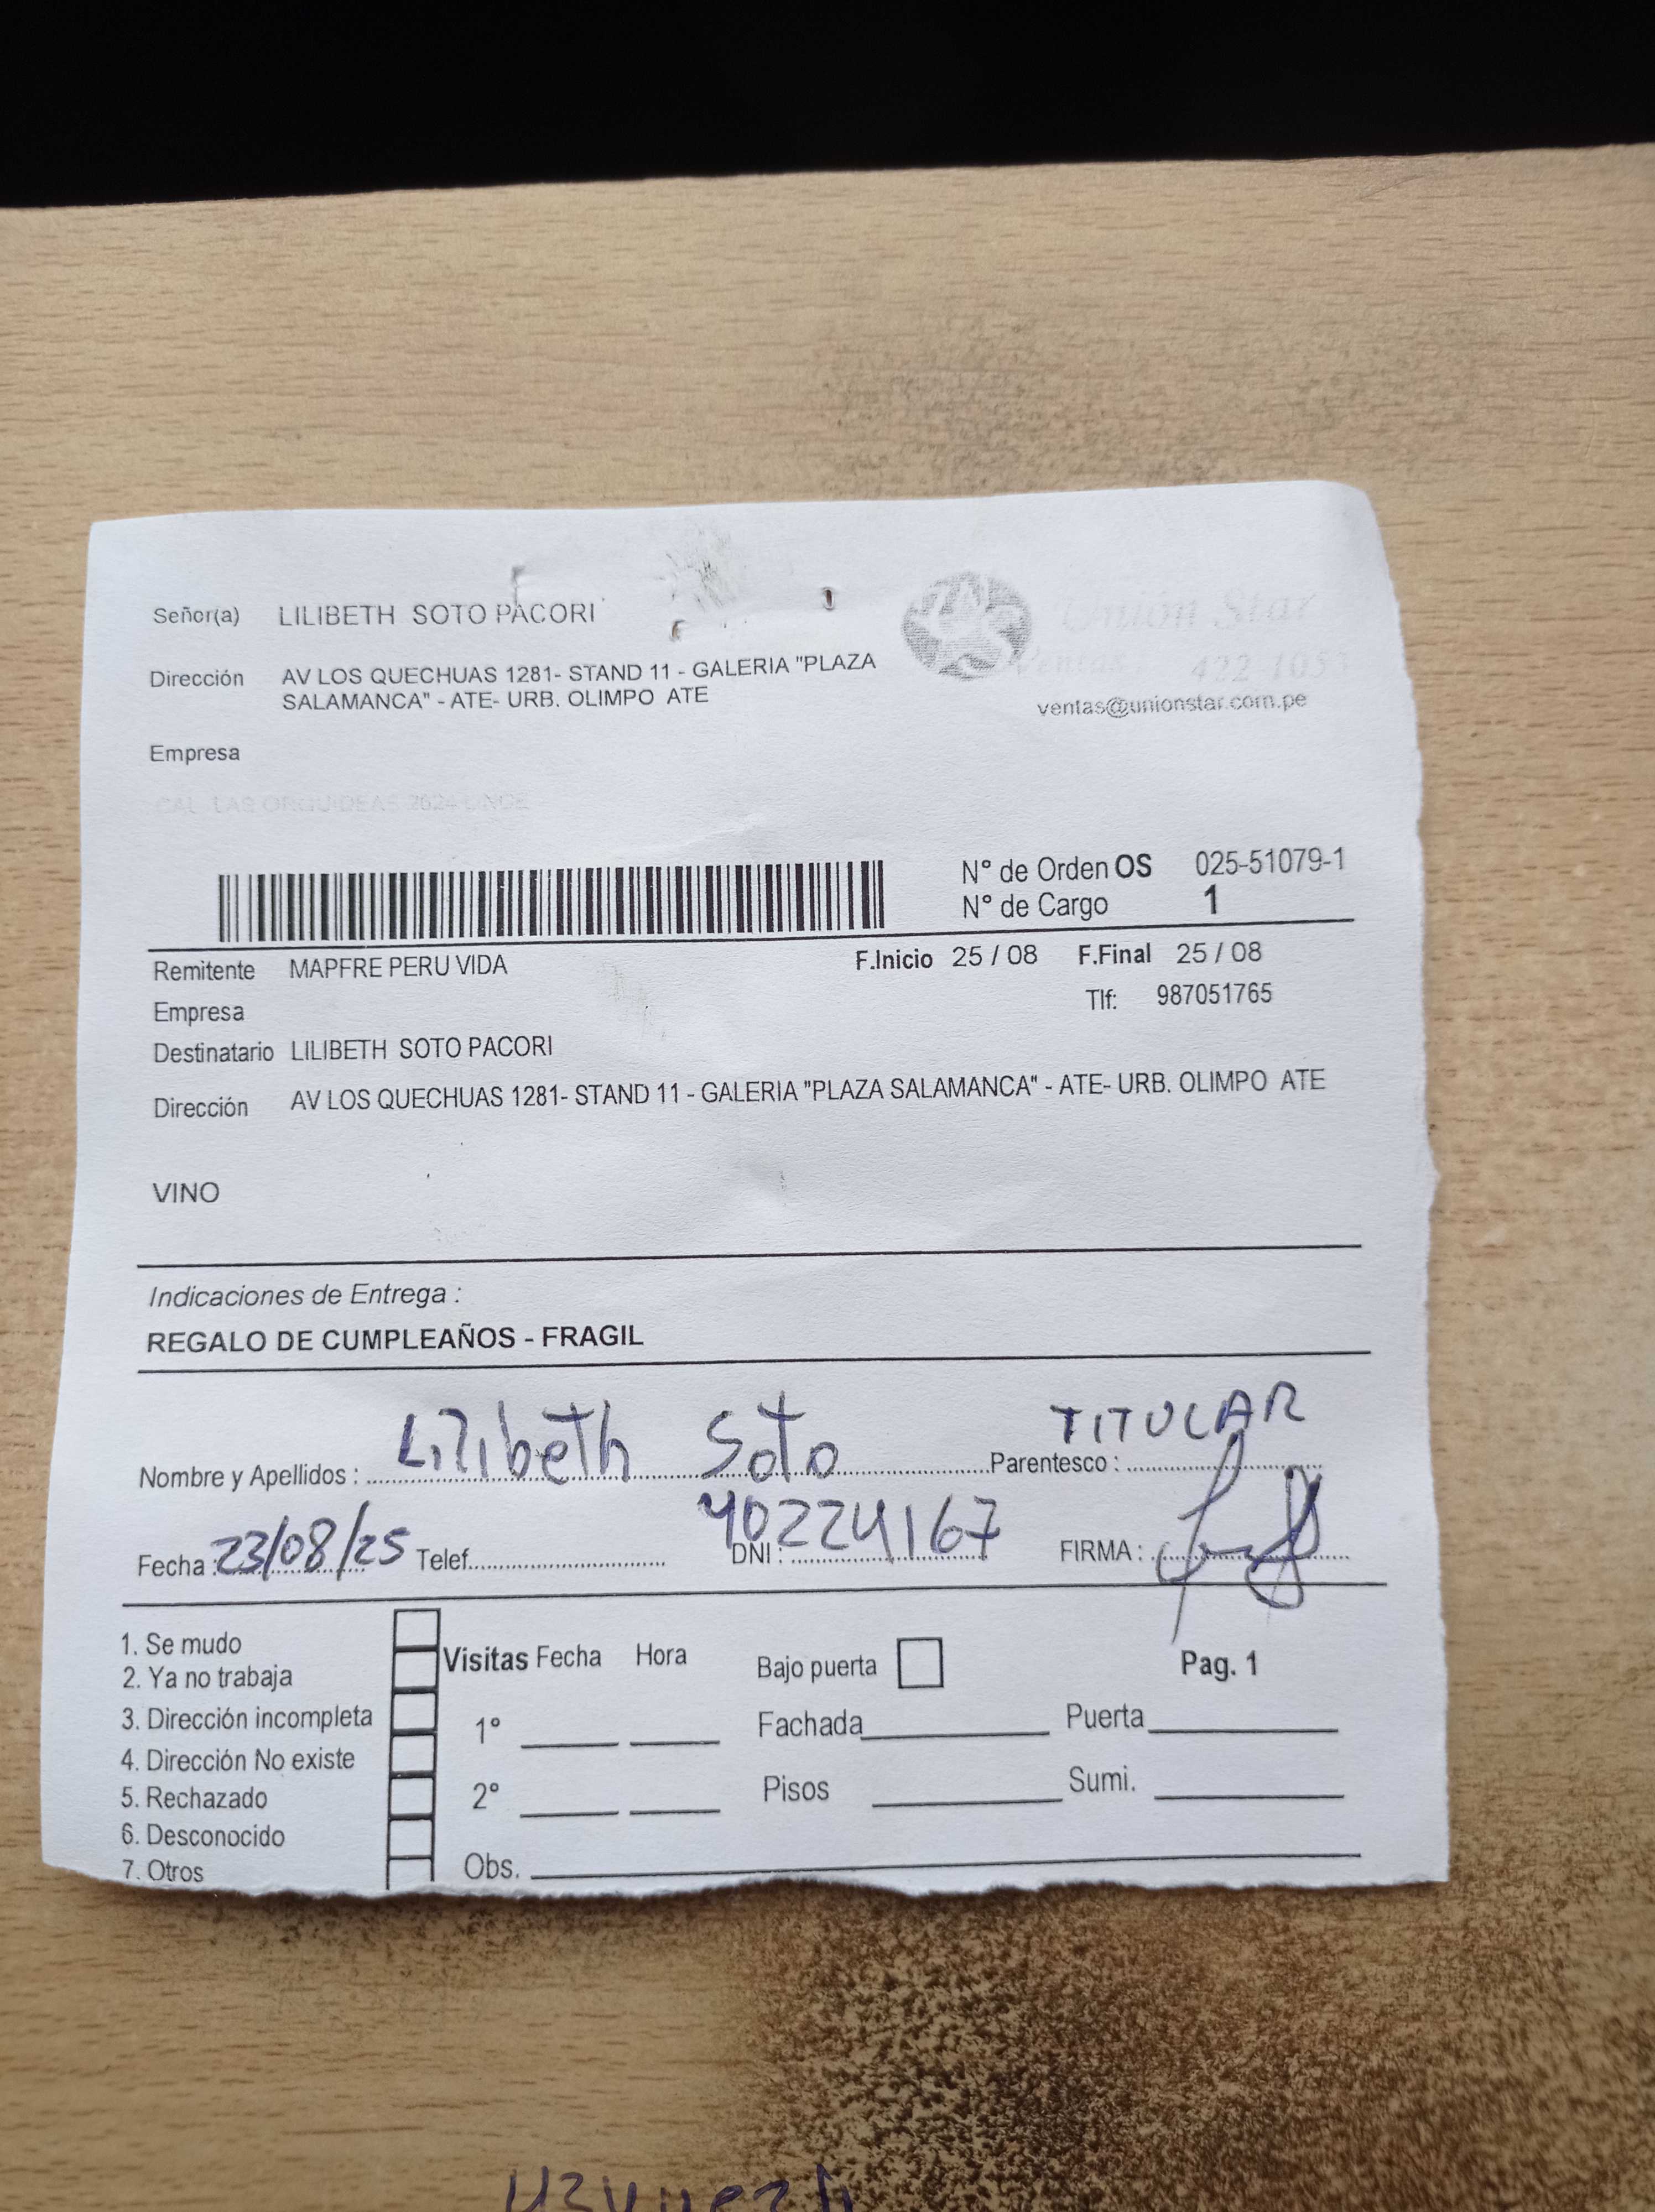 Señor(a) LILIBETH SOTO PACORI
Unión Star
Dirección AV LOS QUECHUAS 1281- STAND 11 - GALERIA "PLAZA
SALAMANCA" - ATE- URB. OLIMPO ATE
Ventas 422-1053
ventas@unionstar.com.pe
Empresa
CAL LAS ORQUIDEAS 2624 LINCE
N° de Orden OS 025-51079-1
N° de Cargo 1
Remitente MAPFRE PERU VIDA F.Inicio 25 / 08 F.Final 25 / 08
Empresa Tlf: 987051765
Destinatario LILIBETH SOTO PACORI
Dirección AV LOS QUECHUAS 1281- STAND 11 - GALERIA "PLAZA SALAMANCA" - ATE- URB. OLIMPO ATE
VINO
Indicaciones de Entrega :
REGALO DE CUMPLEAÑOS - FRAGIL
Nombre y Apellidos : Lilibeth Soto Parentesco : TITULAR
Fecha : 23/08/25 Telef. DNI : 40224167 FIRMA :
1. Se mudo
2. Ya no trabaja
3. Dirección incompleta
4. Dirección No existe
5. Rechazado
6. Desconocido
7. Otros
Visitas Fecha Hora Bajo puerta Pag. 1
1° Fachada Puerta
2° Pisos Sumi.
Obs.